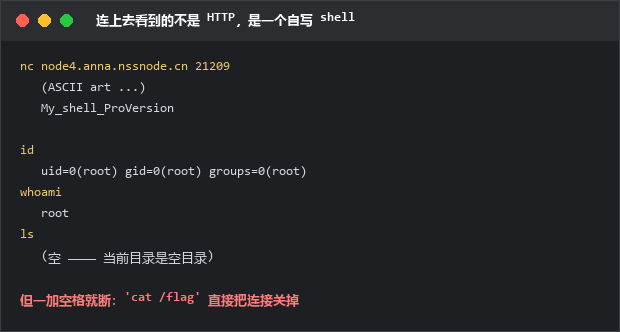 连上去看到的不是 HTTP, 是一个自写 shell
nc node4.anna.nssnode.cn 21209
(ASCII art ...)
My_shell_ProVersion
id
uid=0(root) gid=0(root) groups=0(root)
whoami
root
ls
(空 —— 当前目录是空目录)
但一加空格就断: 'cat /flag' 直接把连接关掉